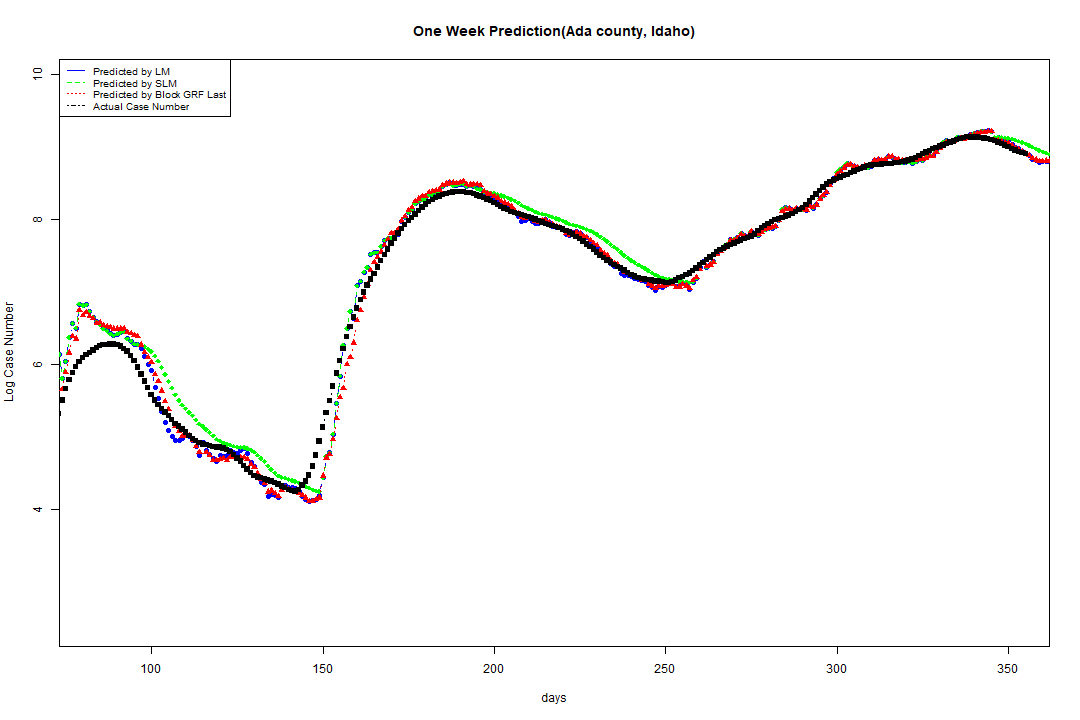 One Week Prediction(Ada county, Idaho)
Predicted by LM
Predicted by SLM
Predicted by Block GRF Last
Actual Case Number
Log Case Number
10
8
6
4
100 150 200 250 300 350
days